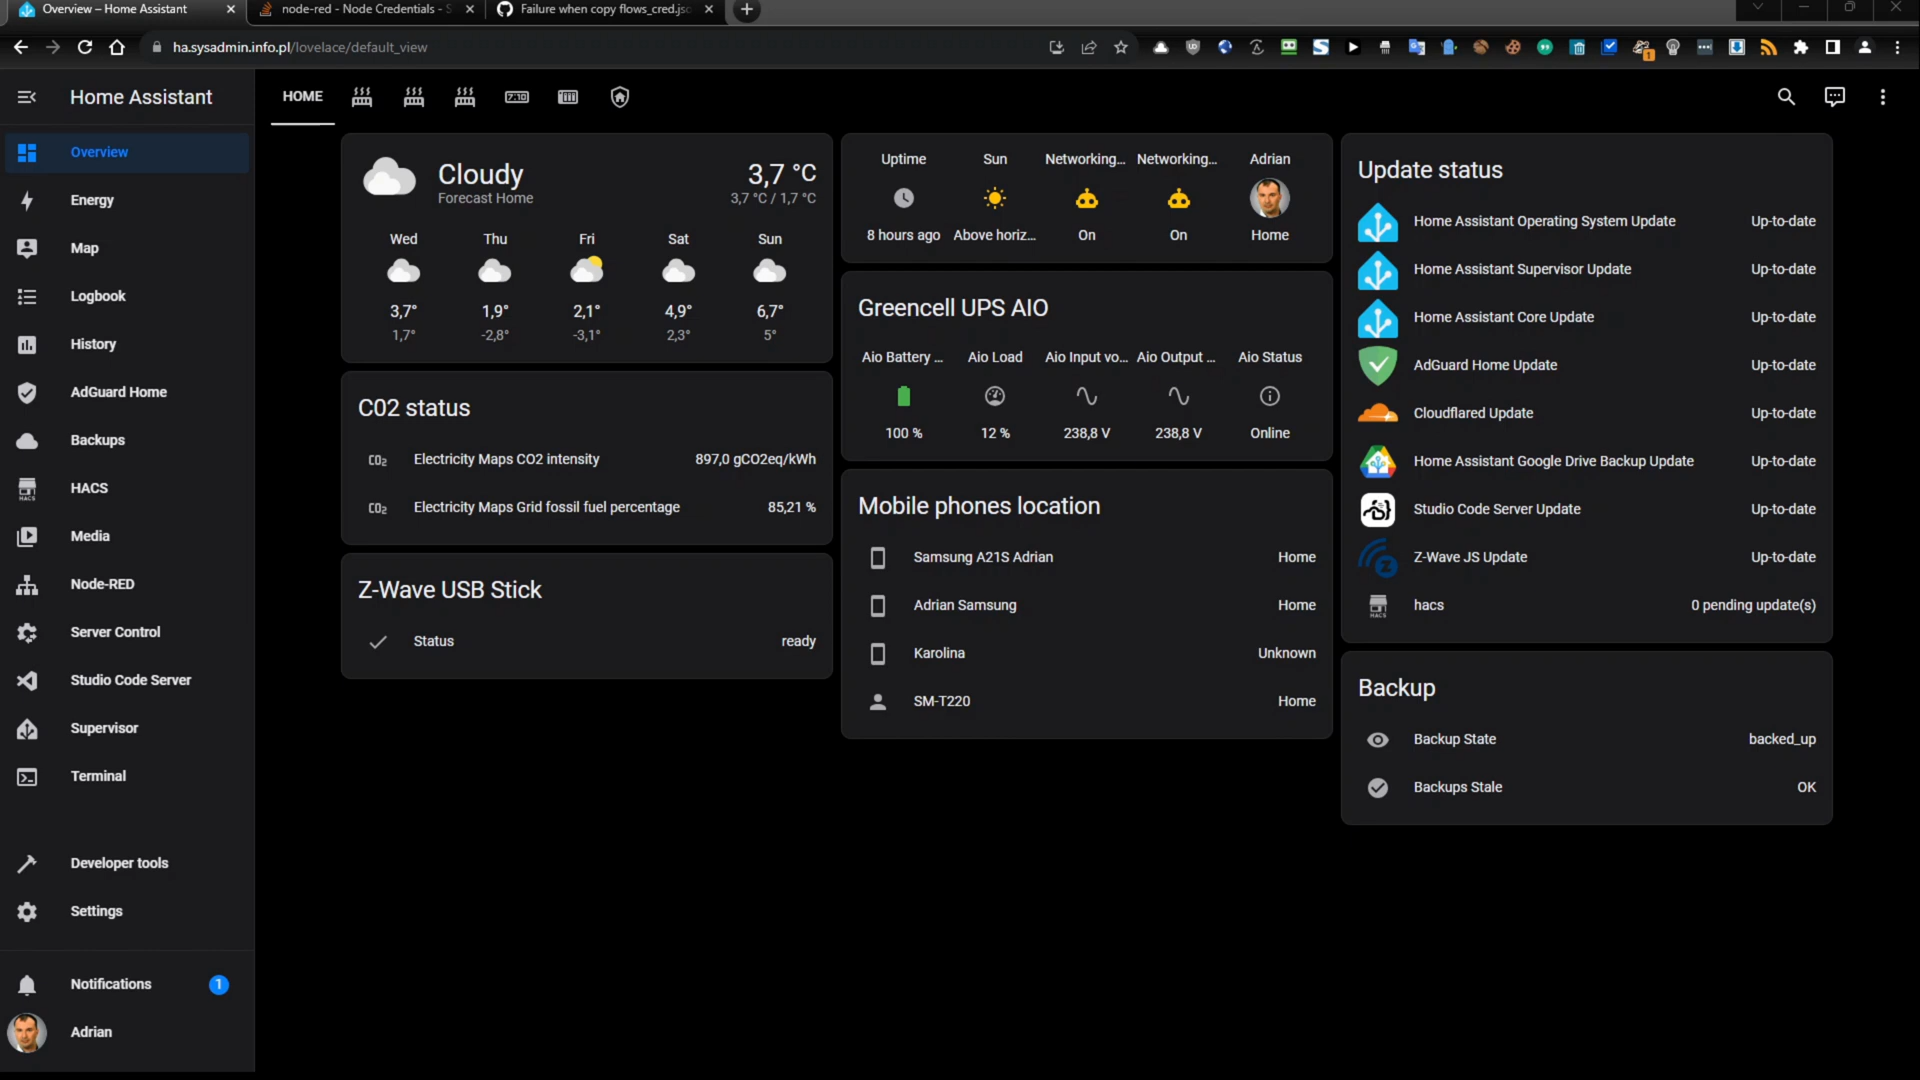 Overview – Home Assistant
node-red - Node Credentials - S
Failure when copy flows_cred.jso
ha.sysadmin.info.pl/lovelace/default_view
1
Home Assistant
HOME
7:10
Overview
Energy
Map
Logbook
History
AdGuard Home
Backups
HACS
HACS
Media
Node-RED
Server Control
Studio Code Server
Supervisor
Terminal
Developer tools
Settings
Notifications
1
Adrian
Cloudy
Forecast Home
3,7 °C
3,7 °C / 1,7 °C
Wed Thu Fri Sat Sun
3,7° 1,9° 2,1° 4,9° 6,7°
1,7° -2,8° -3,1° 2,3° 5°
C02 status
CO₂ Electricity Maps CO2 intensity 897,0 gCO2eq/kWh
CO₂ Electricity Maps Grid fossil fuel percentage 85,21 %
Z-Wave USB Stick
Status ready
Uptime Sun Networking... Networking... Adrian
8 hours ago Above horiz... On On Home
Greencell UPS AIO
Aio Battery ... Aio Load Aio Input vo... Aio Output ... Aio Status
100 % 12 % 238,8 V 238,8 V Online
Mobile phones location
Samsung A21S Adrian Home
Adrian Samsung Home
Karolina Unknown
SM-T220 Home
Update status
Home Assistant Operating System Update Up-to-date
Home Assistant Supervisor Update Up-to-date
Home Assistant Core Update Up-to-date
AdGuard Home Update Up-to-date
Cloudflared Update Up-to-date
Home Assistant Google Drive Backup Update Up-to-date
Studio Code Server Update Up-to-date
Z-Wave JS Update Up-to-date
HACS hacs 0 pending update(s)
Backup
Backup State backed_up
Backups Stale OK